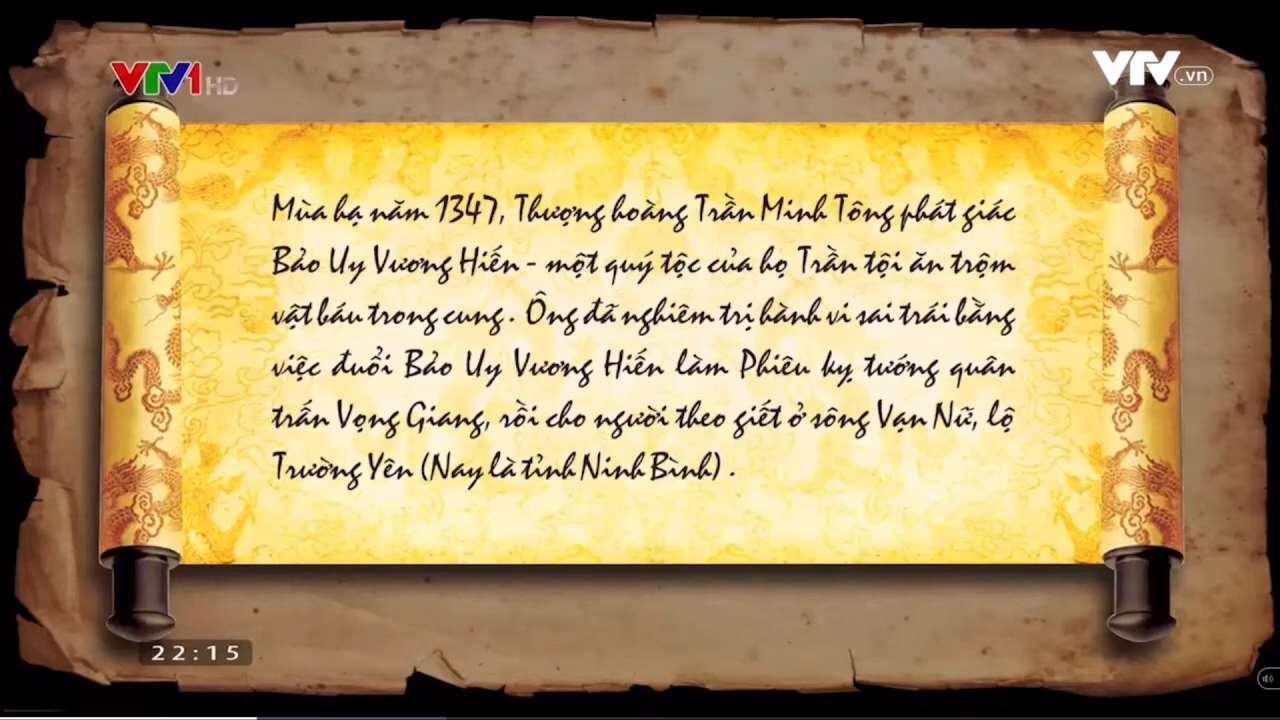 VTV1 HD
VTV.vn
Mùa hạ năm 1347, Thượng hoàng Trần Minh Tông phát giác
Bảo Uy Vương Hiến - một quý tộc của họ Trần tội ăn trộm
vật báu trong cung. Ông đã nghiêm trị hành vi sai trái bằng
việc đuổi Bảo Uy Vương Hiến làm Phiêu kỵ tướng quân
trấn Vọng Giang, rồi cho người theo giết ở sông Vạn Nữ, lộ
Trường Yên (Nay là tỉnh Ninh Bình).
22:15